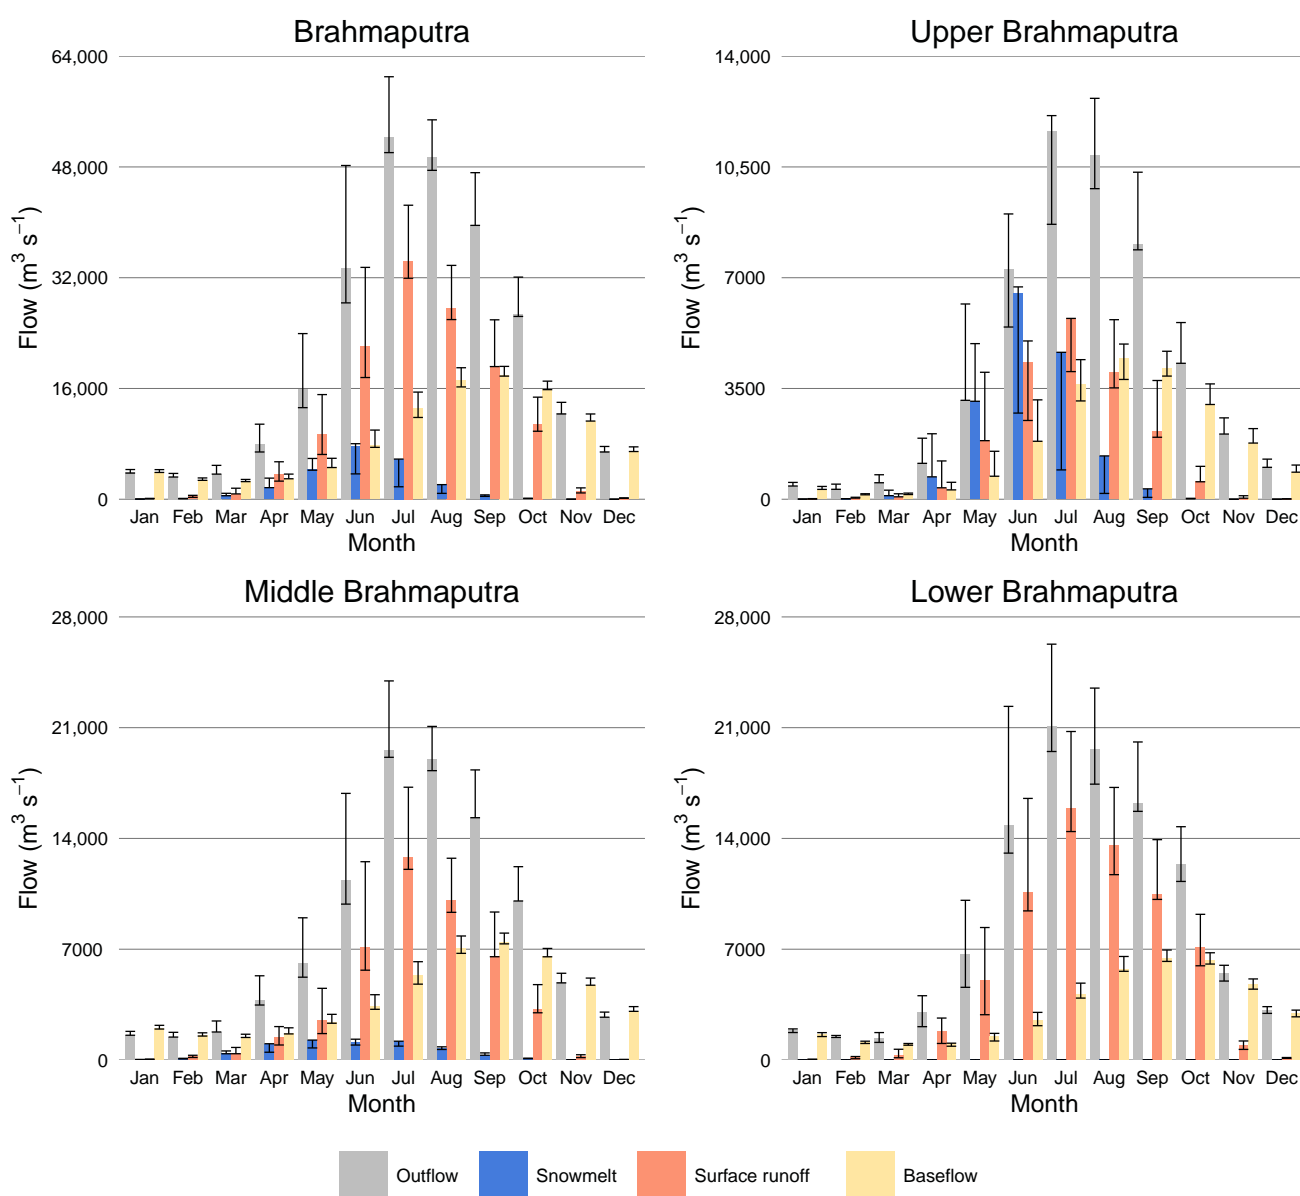 Brahmaputra
64,000
48,000
32,000
16,000
0
Flow (m³ s⁻¹)
Jan Feb Mar Apr May Jun Jul Aug Sep Oct Nov Dec
Month
Upper Brahmaputra
14,000
10,500
7000
3500
0
Flow (m³ s⁻¹)
Jan Feb Mar Apr May Jun Jul Aug Sep Oct Nov Dec
Month
Middle Brahmaputra
28,000
21,000
14,000
7000
0
Flow (m³ s⁻¹)
Jan Feb Mar Apr May Jun Jul Aug Sep Oct Nov Dec
Month
Lower Brahmaputra
28,000
21,000
14,000
7000
0
Flow (m³ s⁻¹)
Jan Feb Mar Apr May Jun Jul Aug Sep Oct Nov Dec
Month
Outflow Snowmelt Surface runoff Baseflow